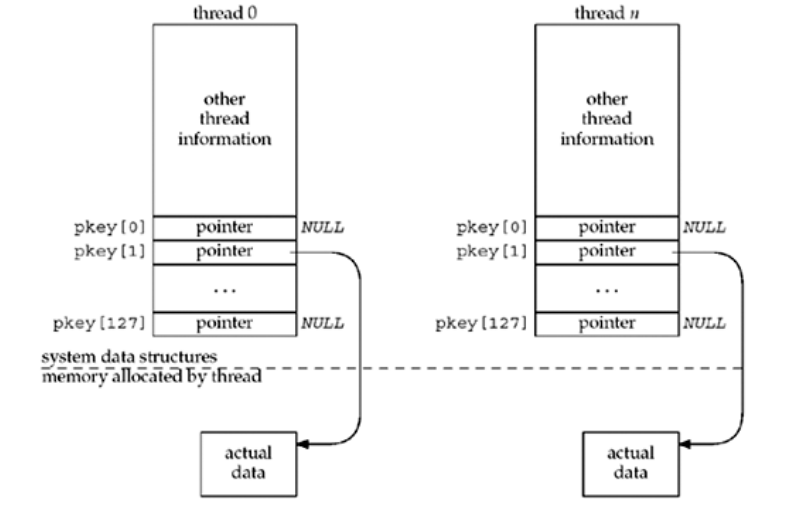 thread 0
other
thread
information
pkey[0] pointer NULL
pkey[1] pointer
...
pkey[127] pointer NULL
thread n
other
thread
information
pkey[0] pointer NULL
pkey[1] pointer
...
pkey[127] pointer NULL
system data structures
memory allocated by thread
actual
data
actual
data